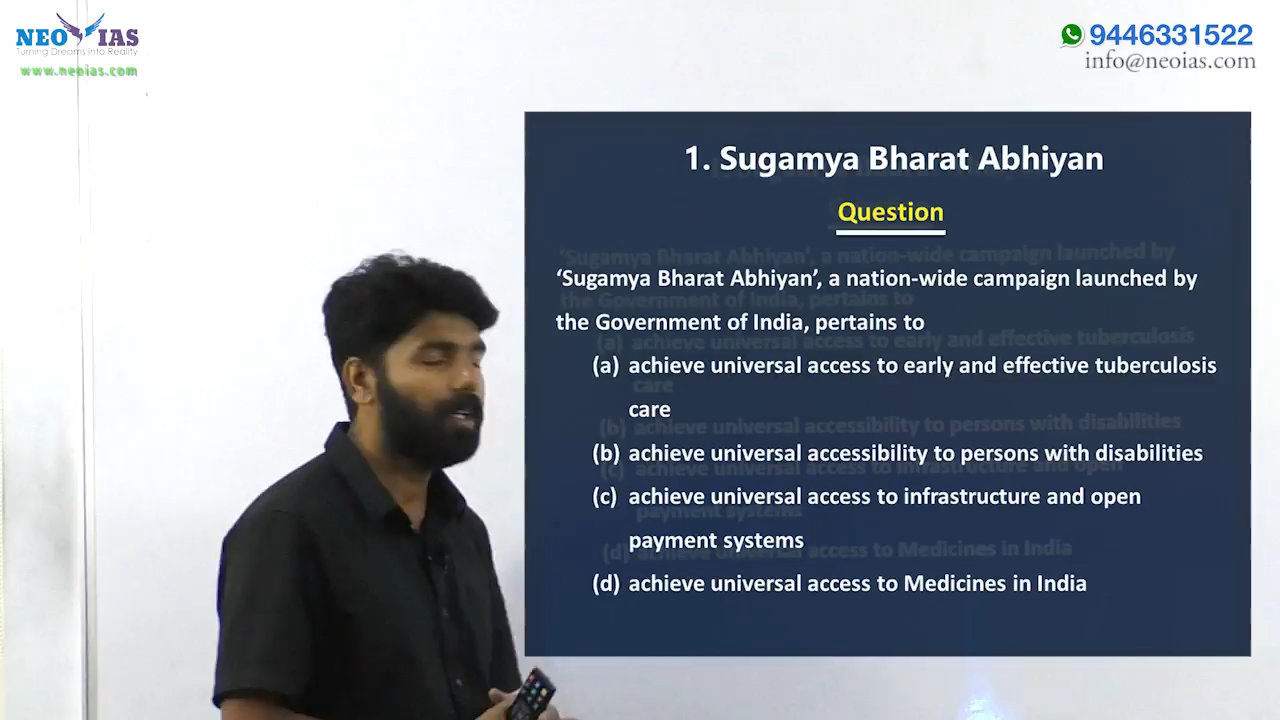 NEO IAS
Turning Dreams into Reality
www.neoias.com
9446331522
info@neoias.com
1. Sugamya Bharat Abhiyan
Question
‘Sugamya Bharat Abhiyan’, a nation-wide campaign launched by
the Government of India, pertains to
(a) achieve universal access to early and effective tuberculosis
care
(b) achieve universal accessibility to persons with disabilities
(c) achieve universal access to infrastructure and open
payment systems
(d) achieve universal access to Medicines in India